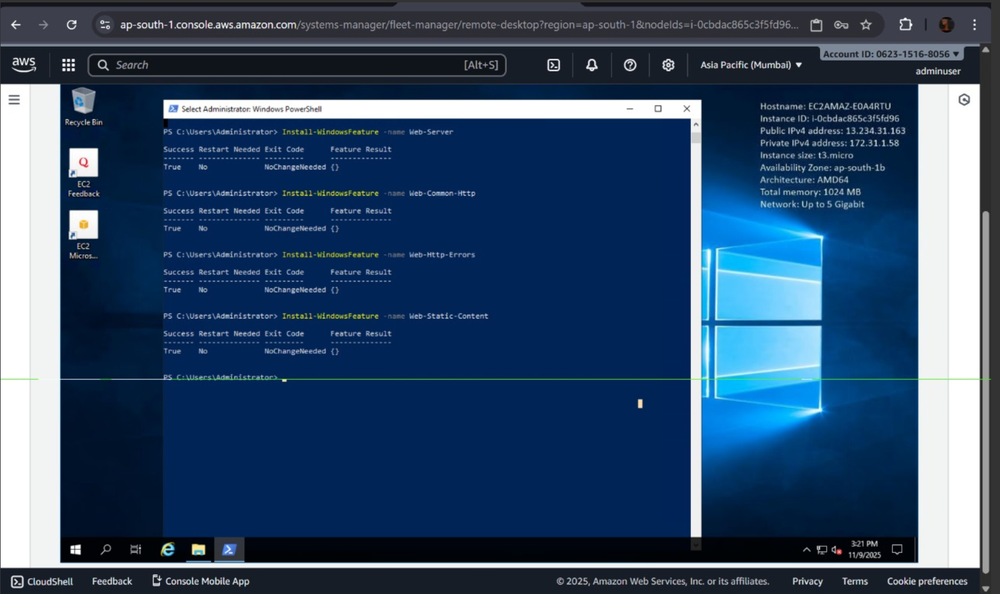 ap-south-1.console.aws.amazon.com/systems-manager/fleet-manager/remote-desktop?region=ap-south-1&nodeIds=i-0cbdac865c3f5fd96...
aws
Search
[Alt+S]
Asia Pacific (Mumbai)
Account ID: 0623-1516-8056
adminuser
Recycle Bin
EC2
Feedback
EC2
Micros...
Select Administrator: Windows PowerShell
PS C:\Users\Administrator> Install-WindowsFeature -name Web-Server
Success Restart Needed Exit Code Feature Result
------- -------------- --------- --------------
True No NoChangeNeeded {}
PS C:\Users\Administrator> Install-WindowsFeature -name Web-Common-Http
Success Restart Needed Exit Code Feature Result
------- -------------- --------- --------------
True No NoChangeNeeded {}
PS C:\Users\Administrator> Install-WindowsFeature -name Web-Http-Errors
Success Restart Needed Exit Code Feature Result
------- -------------- --------- --------------
True No NoChangeNeeded {}
PS C:\Users\Administrator> Install-WindowsFeature -name Web-Static-Content
Success Restart Needed Exit Code Feature Result
------- -------------- --------- --------------
True No NoChangeNeeded {}
PS C:\Users\Administrator>
Hostname: EC2AMAZ-E0A4RTU
Instance ID: i-0cbdac865c3f5fd96
Public IPv4 address: 13.234.31.163
Private IPv4 address: 172.31.1.58
Instance size: t3.micro
Availability Zone: ap-south-1b
Architecture: AMD64
Total memory: 1024 MB
Network: Up to 5 Gigabit
3:21 PM
11/9/2025
CloudShell
Feedback
Console Mobile App
© 2025, Amazon Web Services, Inc. or its affiliates.
Privacy
Terms
Cookie preferences